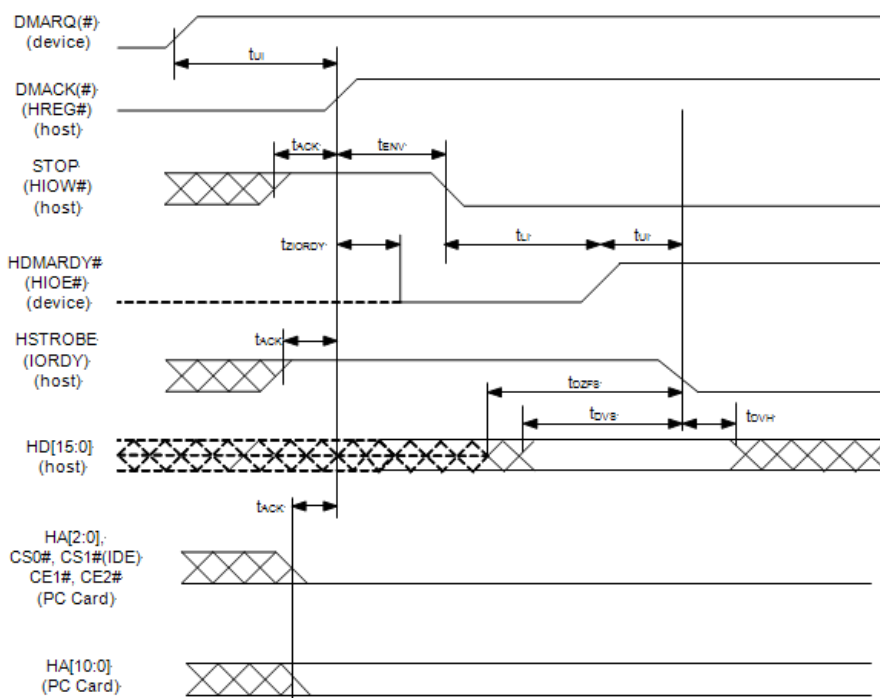 DMARQ(#)
(device)
tUI
DMACK(#)
(HREG#)
(host)
tACK
tENV
STOP
(HIOW#)
(host)
tZIORDY
tLI
tUI
HDMARDY#
(HIOE#)
(device)
HSTROBE
(IORDY)
(host)
tACK
tDZFS
tDVS
tDVH
HD[15:0]
(host)
tACK
HA[2:0],
CS0#, CS1#(IDE)
CE1#, CE2#
(PC Card)
HA[10:0]
(PC Card)